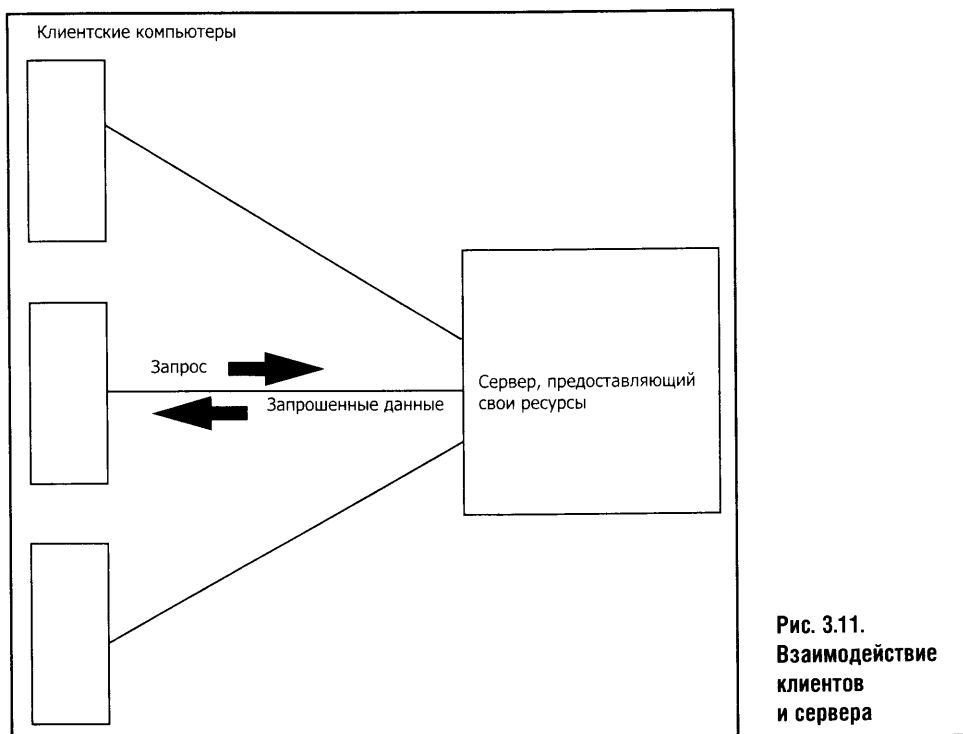 Клиентские компьютеры
Запрос
Запрошенные данные
Сервер, предоставляющий
свои ресурсы
Рис. 3.11.
Взаимодействие
клиентов
и сервера